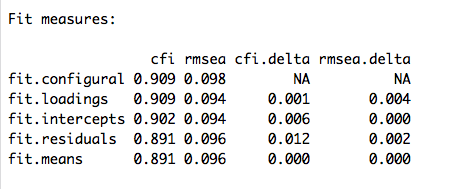 Fit measures:
cfi rmsea cfi.delta rmsea.delta
fit.configural 0.909 0.098 NA NA
fit.loadings 0.909 0.094 0.001 0.004
fit.intercepts 0.902 0.094 0.006 0.000
fit.residuals 0.891 0.096 0.012 0.002
fit.means 0.891 0.096 0.000 0.000